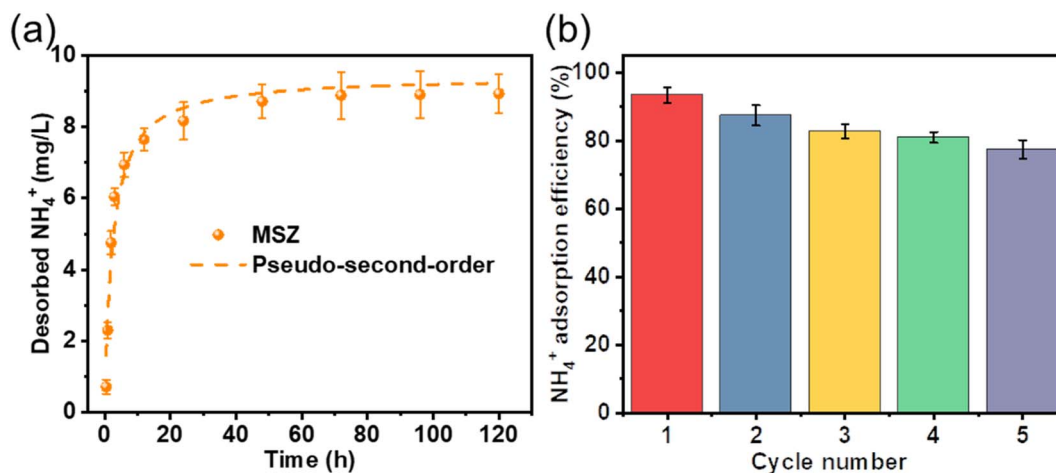 (a)
10
8
6
4
2
0
Desorbed NH₄⁺ (mg/L)
MSZ
Pseudo-second-order
0 20 40 60 80 100 120
Time (h)
(b)
100
80
60
40
20
0
NH₄⁺ adsorption efficiency (%)
1 2 3 4 5
Cycle number